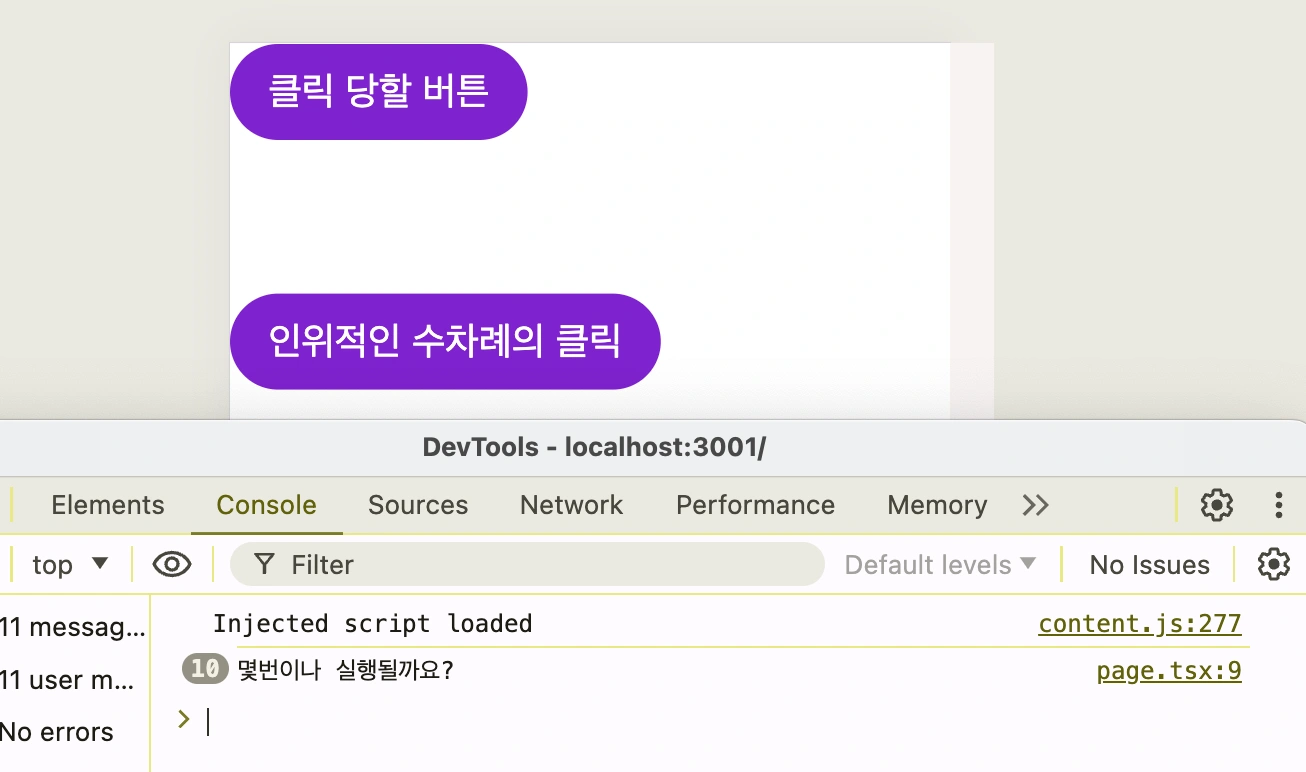 클릭 당할 버튼
인위적인 수차례의 클릭
DevTools - localhost:3001/
Elements Console Sources Network Performance Memory
top Filter Default levels No Issues
11 messag... Injected script loaded content.js:277
11 user m... 10 몇번이나 실행될까요? page.tsx:9
No errors